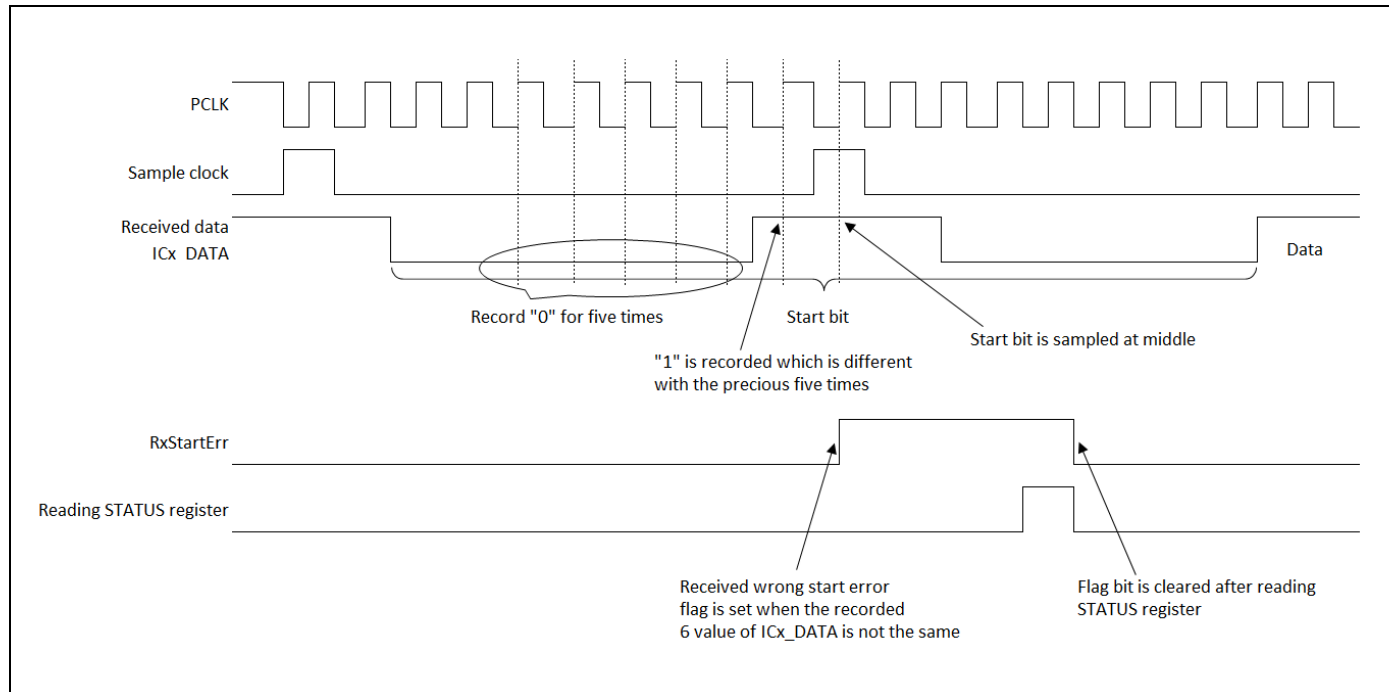 PCLK
Sample clock
Received data
ICx_DATA
Data
Record "0" for five times
Start bit
Start bit is sampled at middle
"1" is recorded which is different
with the precious five times
RxStartErr
Reading STATUS register
Received wrong start error
flag is set when the recorded
6 value of ICx_DATA is not the same
Flag bit is cleared after reading
STATUS register